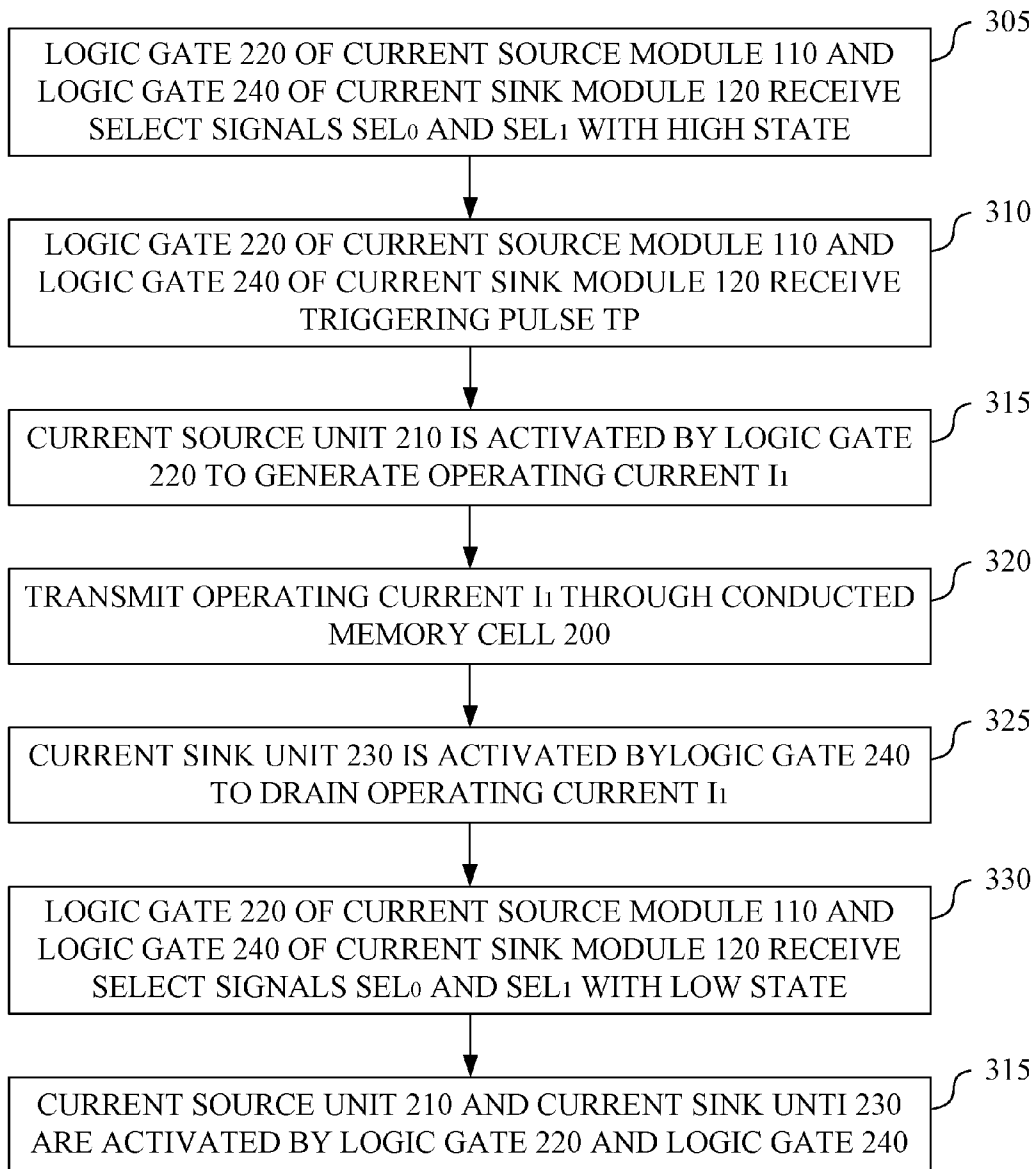 305
LOGIC GATE 220 OF CURRENT SOURCE MODULE 110 AND
LOGIC GATE 240 OF CURRENT SINK MODULE 120 RECEIVE
SELECT SIGNALS SEL0 AND SEL1 WITH HIGH STATE
310
LOGIC GATE 220 OF CURRENT SOURCE MODULE 110 AND
LOGIC GATE 240 OF CURRENT SINK MODULE 120 RECEIVE
TRIGGERING PULSE TP
315
CURRENT SOURCE UNIT 210 IS ACTIVATED BY LOGIC GATE
220 TO GENERATE OPERATING CURRENT I1
320
TRANSMIT OPERATING CURRENT I1 THROUGH CONDUCTED
MEMORY CELL 200
325
CURRENT SINK UNIT 230 IS ACTIVATED BYLOGIC GATE 240
TO DRAIN OPERATING CURRENT I1
330
LOGIC GATE 220 OF CURRENT SOURCE MODULE 110 AND
LOGIC GATE 240 OF CURRENT SINK MODULE 120 RECEIVE
SELECT SIGNALS SEL0 AND SEL1 WITH LOW STATE
315
CURRENT SOURCE UNIT 210 AND CURRENT SINK UNTI 230
ARE ACTIVATED BY LOGIC GATE 220 AND LOGIC GATE 240